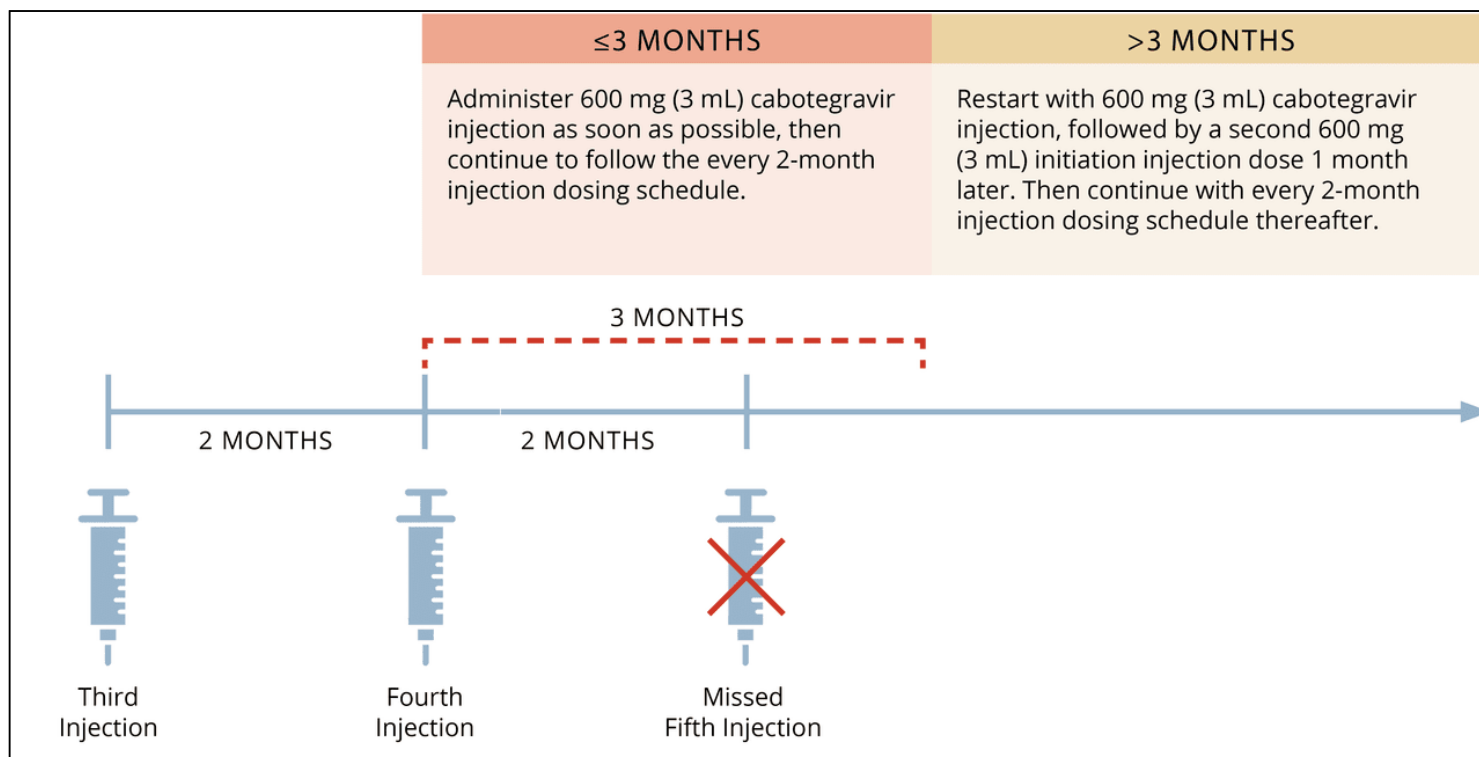 ≤3 MONTHS
Administer 600 mg (3 mL) cabotegravir
injection as soon as possible, then
continue to follow the every 2-month
injection dosing schedule.
>3 MONTHS
Restart with 600 mg (3 mL) cabotegravir
injection, followed by a second 600 mg
(3 mL) initiation injection dose 1 month
later. Then continue with every 2-month
injection dosing schedule thereafter.
3 MONTHS
2 MONTHS
2 MONTHS
Third
Injection
Fourth
Injection
Missed
Fifth Injection